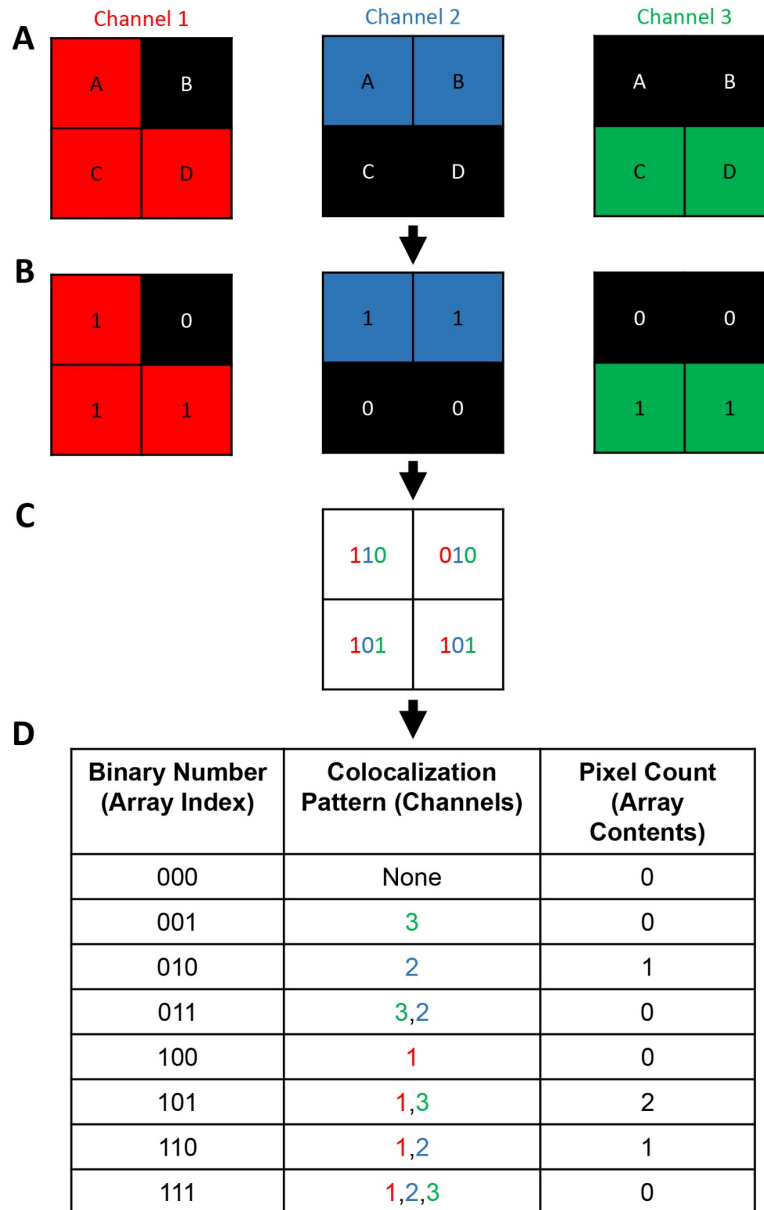 Channel 1 Channel 2 Channel 3
A
A B A B A B
C D C D C D
B
1 0 1 1 0 0
1 1 0 0 1 1
C
110 010
101 101
D
Binary Number Colocalization Pixel Count
(Array Index) Pattern (Channels) (Array
Contents)
000 None 0
001 3 0
010 2 1
011 3,2 0
100 1 0
101 1,3 2
110 1,2 1
111 1,2,3 0